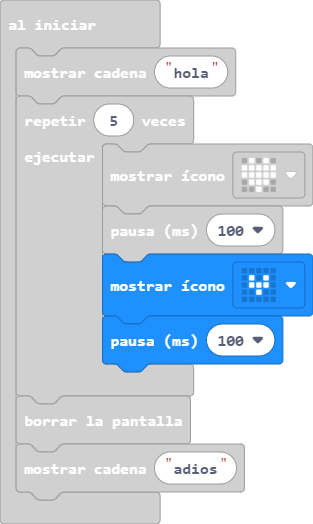 al iniciar
mostrar cadena "hola"
repetir 5 veces
ejecutar
mostrar ícono
pausa (ms) 100
mostrar ícono
pausa (ms) 100
borrar la pantalla
mostrar cadena "adios"